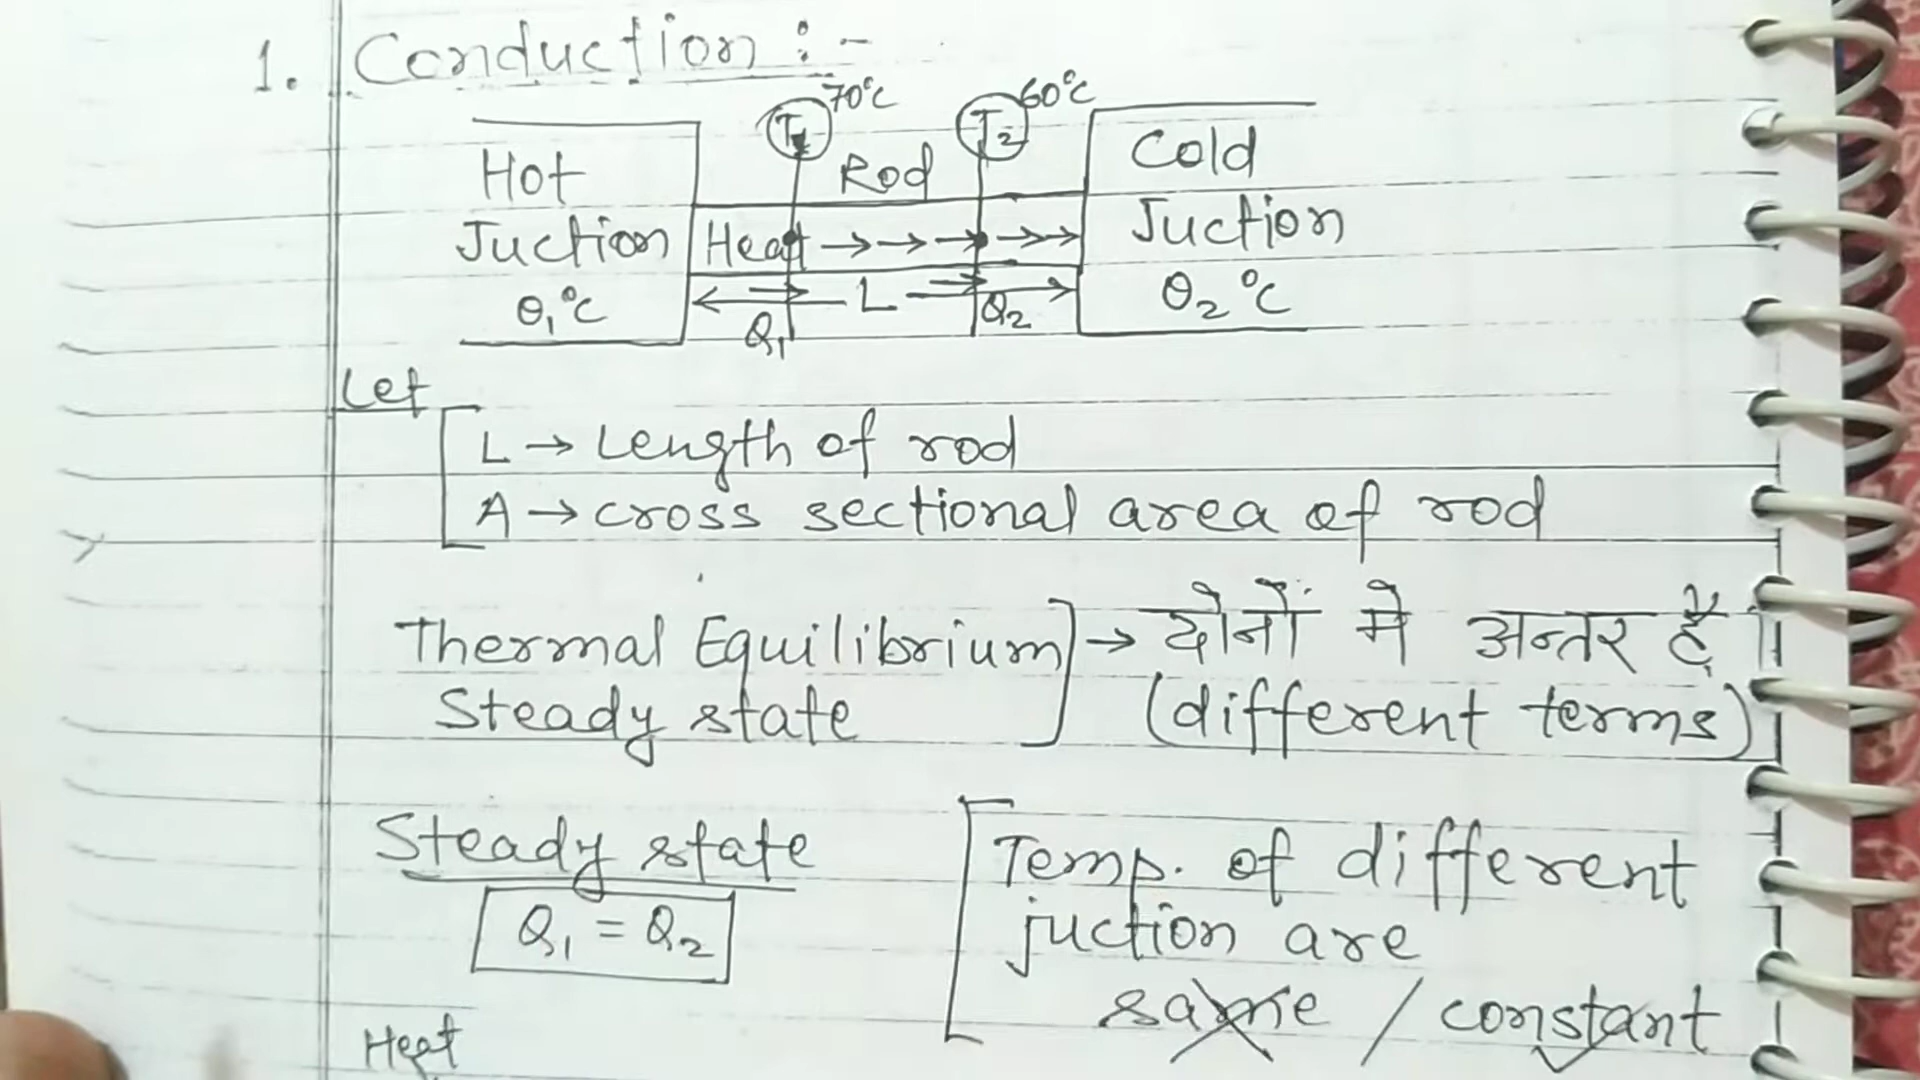 1. Conduction :-
T1 70°C T2 60°C
Hot Rod Cold
Juction Heat →→→→→ Juction
θ1°C L θ2°C
Q1 Q2
Let
L → Length of rod
A → cross sectional area of rod
Thermal Equilibrium → दोनों मे अन्तर है।
Steady state (different terms)
Steady state Temp. of different
Q1 = Q2 juction are
same / constant
Heat